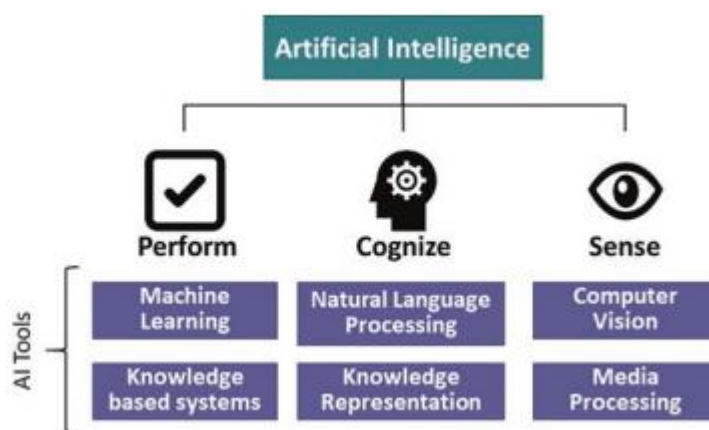 Artificial Intelligence
Perform
Cognize
Sense
AI Tools
Machine
Learning
Natural Language
Processing
Computer
Vision
Knowledge
based systems
Knowledge
Representation
Media
Processing